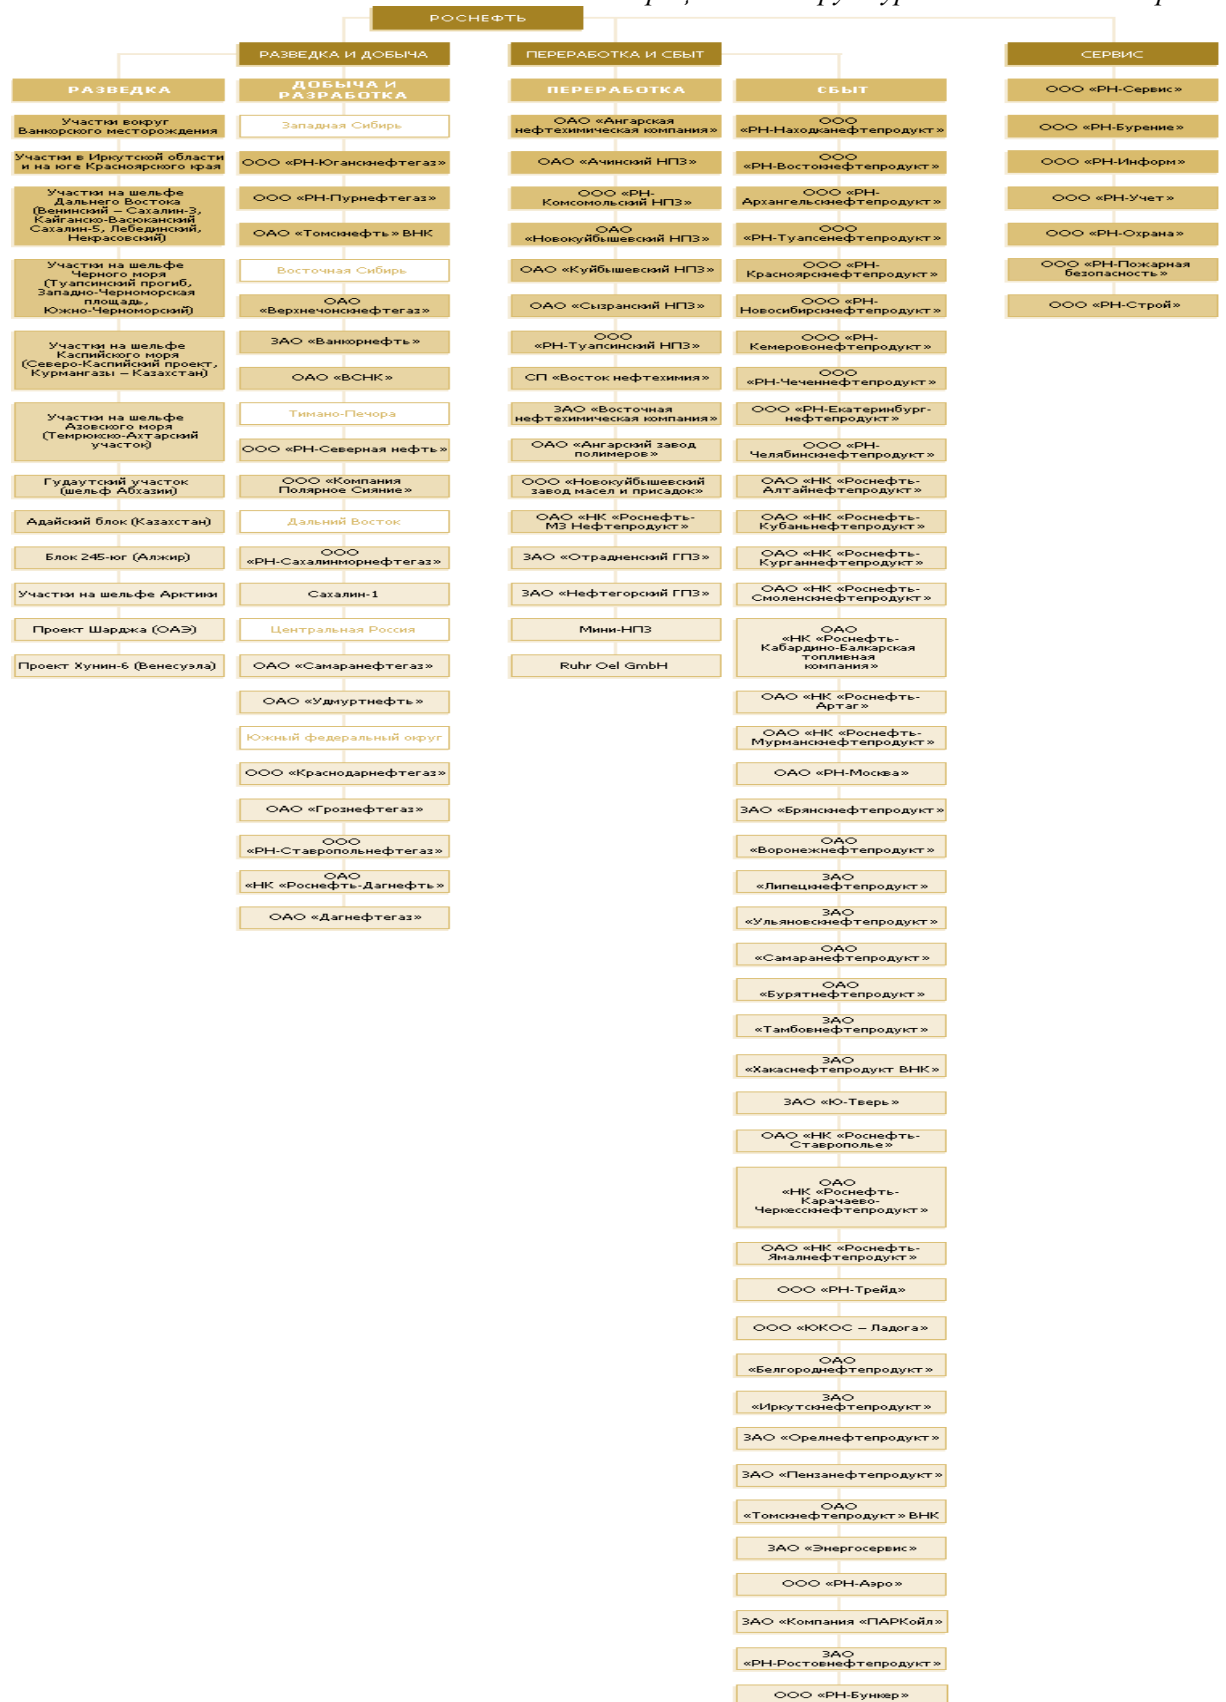 РОСНЕФТЬ
РАЗВЕДКА И ДОБЫЧА
РАЗВЕДКА
Участки вокруг
Ванкорского месторождения
Участки в Иркутской области
и на юге Красноярского края
Участки на шельфе
Дальнего Востока
(Венинский – Сахалин-3,
Кайганско-Васюканский
Сахалин-5, Лебединский,
Некрасовский)
Участки на шельфе
Черного моря
(Туапсинский прогиб,
Западно-Черноморская
площадь,
Южно-Черноморский)
Участки на шельфе
Каспийского моря
(Северо-Каспийский проект,
Курмангазы – Казахстан)
Участки на шельфе
Азовского моря
(Темрюкско-Ахтарский
участок)
Гудаутский участок
(шельф Абхазии)
Адайский блок (Казахстан)
Блок 245-юг (Алжир)
Участки на шельфе Арктики
Проект Шарджа (ОАЭ)
Проект Хунин-6 (Венесуэла)
ДОБЫЧА И
РАЗРАБОТКА
Западная Сибирь
ООО «РН-Юганскнефтегаз»
ООО «РН-Пурнефтегаз»
ОАО «Томскнефть» ВНК
Восточная Сибирь
ОАО
«Верхнечонскнефтегаз»
ЗАО «Ванкорнефть»
ОАО «ВСНК»
Тимано-Печора
ООО «РН-Северная нефть»
ООО «Компания
Полярное Сияние»
Дальний Восток
ООО
«РН-Сахалинморнефтегаз»
Сахалин-1
Центральная Россия
ОАО «Самаранефтегаз»
ОАО «Удмуртнефть»
Южный федеральный округ
ООО «Краснодарнефтегаз»
ОАО «Грознефтегаз»
ООО
«РН-Ставропольнефтегаз»
ОАО
«НК «Роснефть-Дагнефть»
ОАО «Дагнефтегаз»
ПЕРЕРАБОТКА И СБЫТ
ПЕРЕРАБОТКА
ОАО «Ангарская
нефтехимическая компания»
ОАО «Ачинский НПЗ»
ООО «РН-
Комсомольский НПЗ»
ОАО
«Новокуйбышевский НПЗ»
ОАО «Куйбышевский НПЗ»
ОАО «Сызранский НПЗ»
ООО
«РН-Туапсинский НПЗ»
СП «Восток нефтехимия»
ЗАО «Восточная
нефтехимическая компания»
ОАО «Ангарский завод
полимеров»
ООО «Новокуйбышевский
завод масел и присадок»
ОАО «НК «Роснефть-
МЗ Нефтепродукт»
ЗАО «Отрадненский ГПЗ»
ЗАО «Нефтегорский ГПЗ»
Мини-НПЗ
Ruhr Oel GmbH
СБЫТ
ООО
«РН-Находканефтепродукт»
ООО
«РН-Востокнефтепродукт»
ООО «РН-
Архангельскнефтепродукт»
ООО
«РН-Туапсенефтепродукт»
ООО «РН-
Красноярскнефтепродукт»
ООО «РН-
Новосибирскнефтепродукт»
ООО «РН-
Кемеровонефтепродукт»
ООО
«РН-Чеченнефтепродукт»
ООО «РН-Екатеринбург-
нефтепродукт»
ООО «РН-
Челябинскнефтепродукт»
ОАО «НК «Роснефть-
Алтайнефтепродукт»
ОАО «НК «Роснефть-
Кубаньнефтепродукт»
ОАО «НК «Роснефть-
Курганнефтепродукт»
ОАО «НК «Роснефть-
Смоленскнефтепродукт»
ОАО
«НК «Роснефть-
Кабардино-Балкарская
топливная
компания»
ОАО «НК «Роснефть-
Артаг»
ОАО «НК «Роснефть-
Мурманскнефтепродукт»
ОАО «РН-Москва»
ЗАО «Брянскнефтепродукт»
ОАО
«Воронежнефтепродукт»
ЗАО
«Липецкнефтепродукт»
ЗАО
«Ульяновскнефтепродукт»
ОАО
«Самаранефтепродукт»
ОАО
«Бурятнефтепродукт»
ЗАО
«Тамбовнефтепродукт»
ЗАО
«Хакаснефтепродукт ВНК»
ЗАО «Ю-Тверь»
ОАО «НК «Роснефть-
Ставрополье»
ОАО
«НК «Роснефть-
Карачаево-
Черкесскнефтепродукт»
ОАО «НК «Роснефть-
Ямалнефтепродукт»
ООО «РН-Трейд»
ООО «ЮКОС – Ладога»
ОАО
«Белгороднефтепродукт»
ЗАО
«Иркутскнефтепродукт»
ЗАО «Орелнефтепродукт»
ЗАО «Пензанефтепродукт»
ОАО
«Томскнефтепродукт» ВНК
ЗАО «Энергосервис»
ООО «РН-Аэро»
ЗАО «Компания «ПАРКойл»
ЗАО
«РН-Ростовнефтепродукт»
ООО «РН-Бункер»
СЕРВИС
ООО «РН-Сервис»
ООО «РН-Бурение»
ООО «РН-Информ»
ООО «РН-Учет»
ООО «РН-Охрана»
ООО «РН-Пожарная
безопасность»
ООО «РН-Строй»